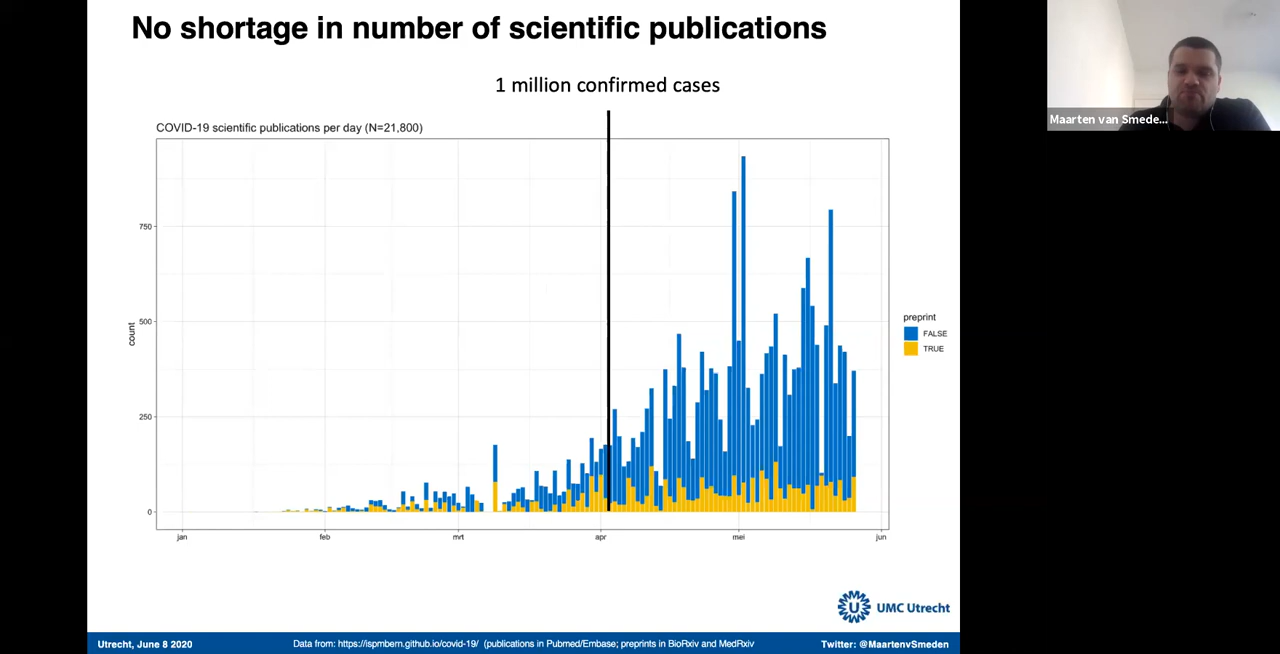 No shortage in number of scientific publications
1 million confirmed cases
Maarten van Smede...
COVID-19 scientific publications per day (N=21,800)
count
750
500
250
0
jan
feb
mrt
apr
mei
jun
preprint
FALSE
TRUE
U
UMC Utrecht
Utrecht, June 8 2020
Data from: https://ispmbern.github.io/covid-19/ (publications in Pubmed/Embase; preprints in BioRxiv and MedRxiv
Twitter: @MaartenvSmeden